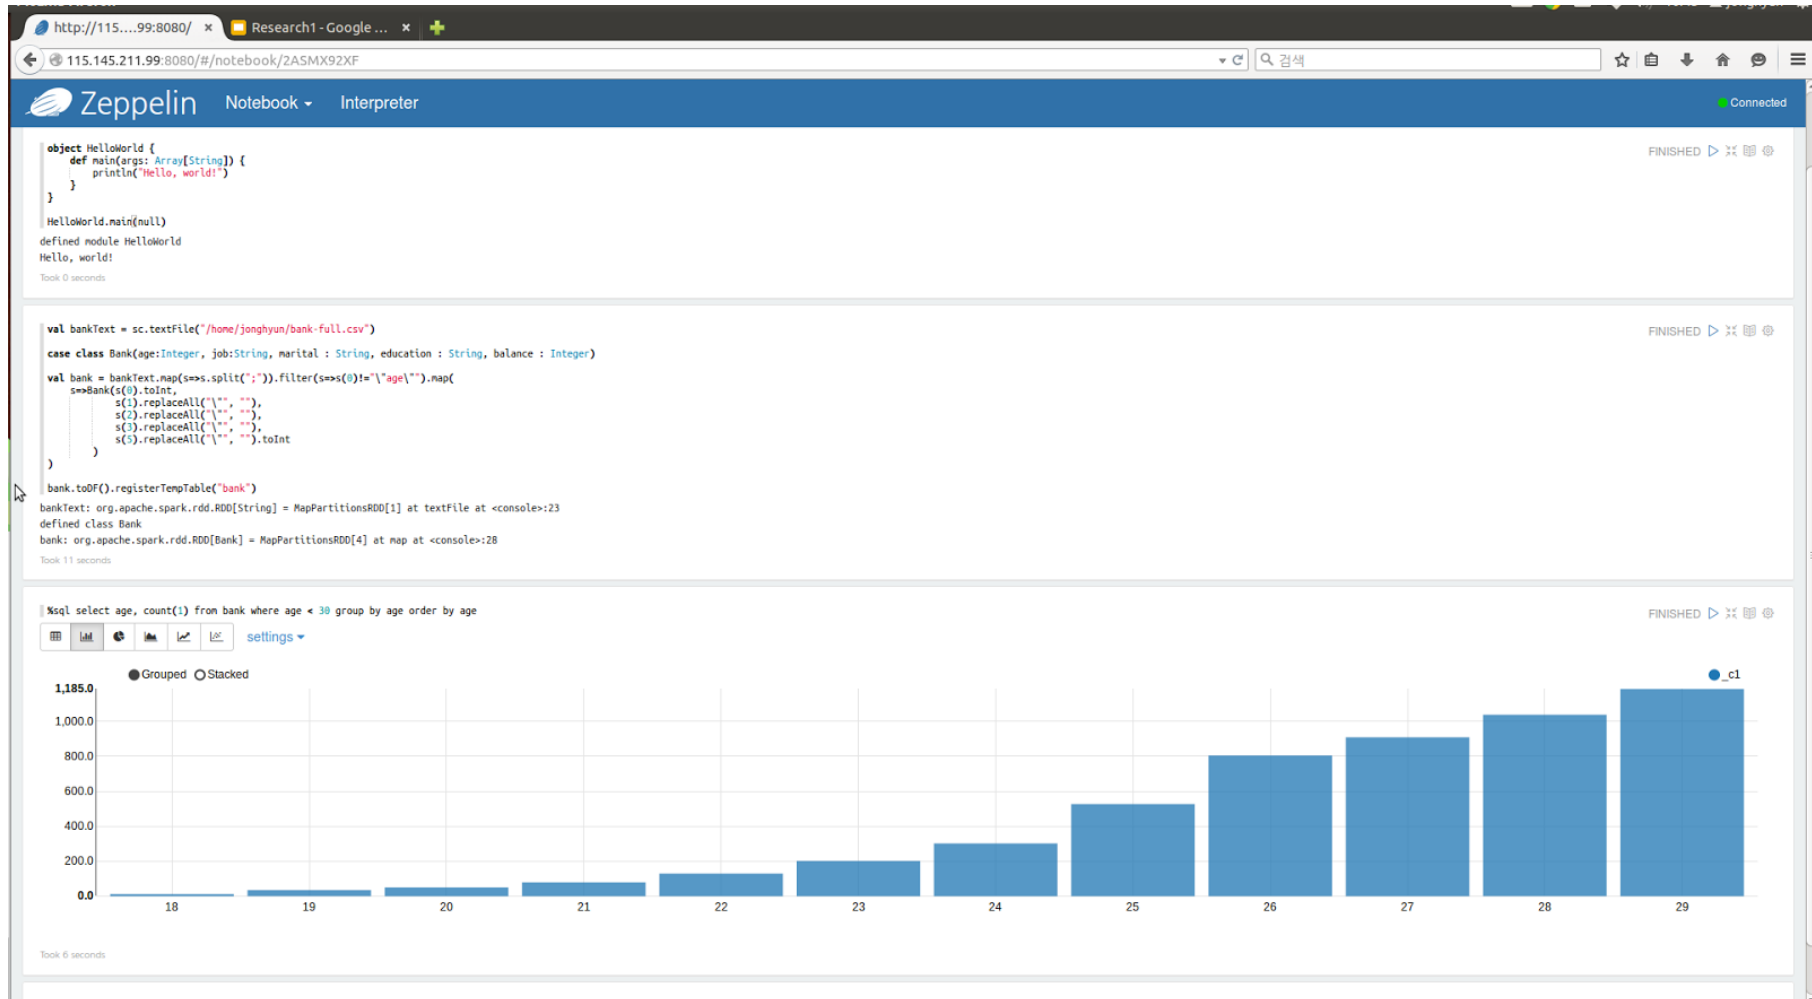 http://115....99:8080/ × Research1 - Google ... ×
115.145.211.99:8080/#/notebook/2ASMX92XF 검색
Zeppelin Notebook Interpreter Connected
object HelloWorld { FINISHED
def main(args: Array[String]) {
println("Hello, world!")
}
}
HelloWorld.main(null)
defined module HelloWorld
Hello, world!
Took 0 seconds
val bankText = sc.textFile("/home/jonghyun/bank-full.csv") FINISHED
case class Bank(age:Integer, job:String, marital : String, education : String, balance : Integer)
val bank = bankText.map(s=>s.split(";")).filter(s=>s(0)!="\"age\"").map(
s=>Bank(s(0).toInt,
s(1).replaceAll("\"", ""),
s(2).replaceAll("\"", ""),
s(3).replaceAll("\"", ""),
s(5).replaceAll("\"", "").toInt
)
)
bank.toDF().registerTempTable("bank")
bankText: org.apache.spark.rdd.RDD[String] = MapPartitionsRDD[1] at textFile at <console>:23
defined class Bank
bank: org.apache.spark.rdd.RDD[Bank] = MapPartitionsRDD[4] at map at <console>:28
Took 11 seconds
%sql select age, count(1) from bank where age < 30 group by age order by age FINISHED
settings
Grouped Stacked _c1
1,185.0
1,000.0
800.0
600.0
400.0
200.0
0.0
18 19 20 21 22 23 24 25 26 27 28 29
Took 6 seconds